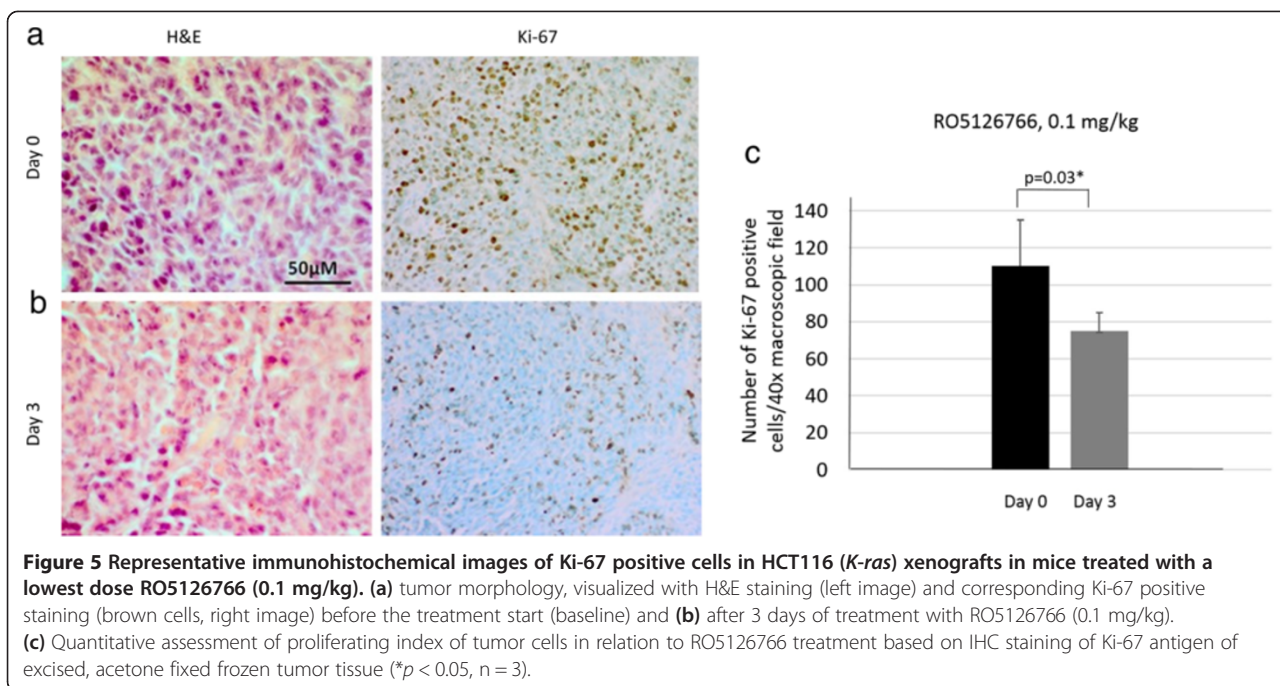 a
H&E
Ki-67
Day 0
50µM
b
Day 3
RO5126766, 0.1 mg/kg
c
p=0.03*
Number of Ki-67 positive
cells/40x macroscopic field
140
120
100
80
60
40
20
0
Day 0 Day 3
Figure 5 Representative immunohistochemical images of Ki-67 positive cells in HCT116 (K-ras) xenografts in mice treated with a
lowest dose RO5126766 (0.1 mg/kg). (a) tumor morphology, visualized with H&E staining (left image) and corresponding Ki-67 positive
staining (brown cells, right image) before the treatment start (baseline) and (b) after 3 days of treatment with RO5126766 (0.1 mg/kg).
(c) Quantitative assessment of proliferating index of tumor cells in relation to RO5126766 treatment based on IHC staining of Ki-67 antigen of
excised, acetone fixed frozen tumor tissue (*p < 0.05, n = 3).